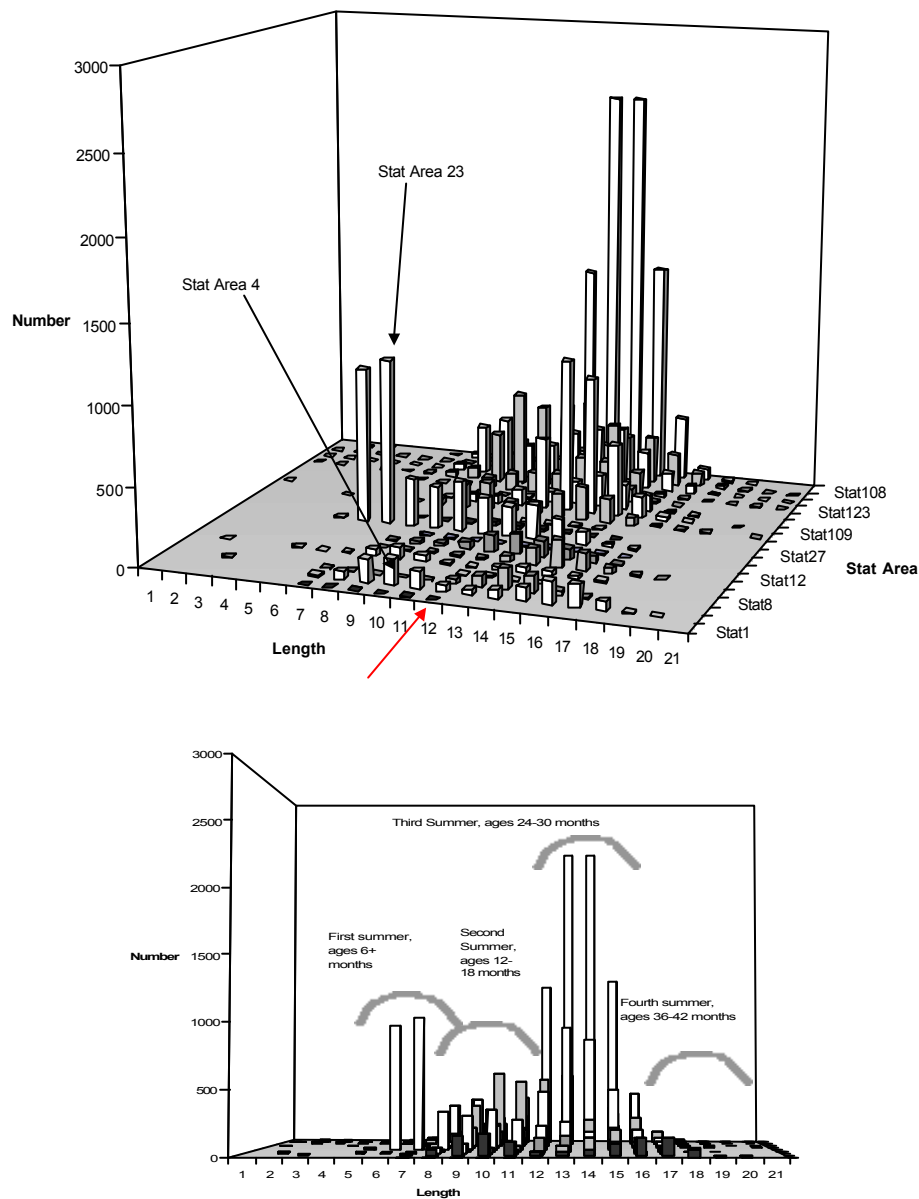 3000
2500
Stat Area 23
2000
Stat Area 4
Number
1500
1000
500
0
Stat108
Stat123
Stat109
Stat27
Stat Area
Stat12
Stat8
Stat1
1 2 3 4 5 6 7 8 9 10 11 12 13 14 15 16 17 18 19 20 21
Length
3000
Third Summer, ages 24-30 months
2500
2000
First summer,
ages 6+
months
Second
Summer,
ages 12-
18 months
Number
1500
Fourth summer,
ages 36-42 months
1000
500
0
1 2 3 4 5 6 7 8 9 10 11 12 13 14 15 16 17 18 19 20 21
Length